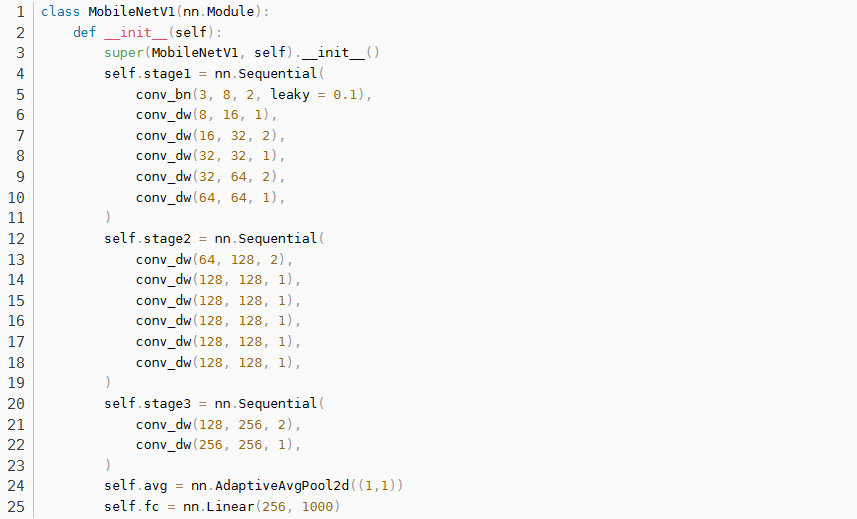 1 class MobileNetV1(nn.Module):
2     def __init__(self):
3         super(MobileNetV1, self).__init__()
4         self.stage1 = nn.Sequential(
5             conv_bn(3, 8, 2, leaky = 0.1),
6             conv_dw(8, 16, 1),
7             conv_dw(16, 32, 2),
8             conv_dw(32, 32, 1),
9             conv_dw(32, 64, 2),
10             conv_dw(64, 64, 1),
11         )
12         self.stage2 = nn.Sequential(
13             conv_dw(64, 128, 2),
14             conv_dw(128, 128, 1),
15             conv_dw(128, 128, 1),
16             conv_dw(128, 128, 1),
17             conv_dw(128, 128, 1),
18             conv_dw(128, 128, 1),
19         )
20         self.stage3 = nn.Sequential(
21             conv_dw(128, 256, 2),
22             conv_dw(256, 256, 1),
23         )
24         self.avg = nn.AdaptiveAvgPool2d((1,1))
25         self.fc = nn.Linear(256, 1000)